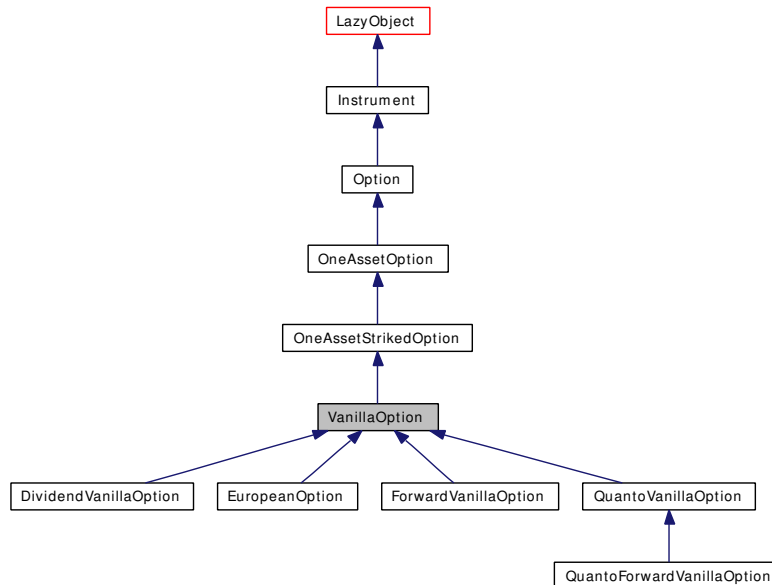 LazyObject
Instrument
Option
OneAssetOption
OneAssetStrikedOption
VanillaOption
DividendVanillaOption
EuropeanOption
ForwardVanillaOption
QuantoVanillaOption
QuantoForwardVanillaOption